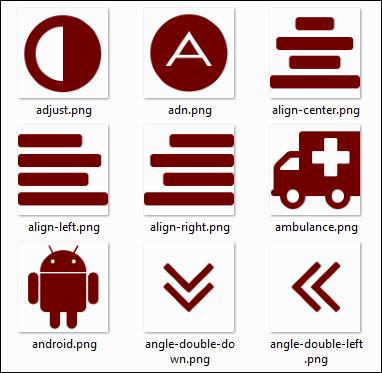 adjust.png
adn.png
align-center.png
align-left.png
align-right.png
ambulance.png
android.png
angle-double-do
wn.png
angle-double-left
.png